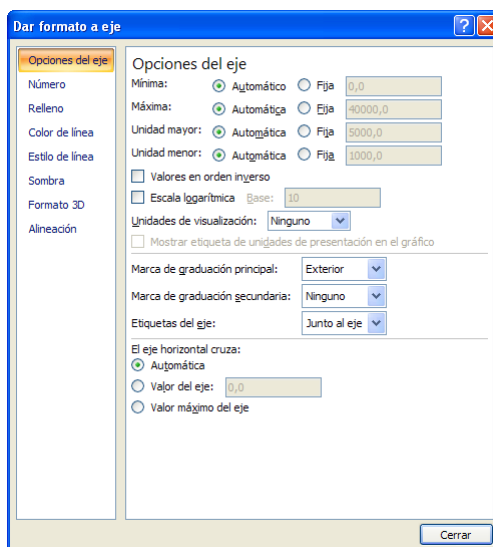 Dar formato a eje
Opciones del eje
Número
Relleno
Color de línea
Estilo de línea
Sombra
Formato 3D
Alineación
Opciones del eje
Mínima: Automático Fija 0,0
Máxima: Automática Fija 40000,0
Unidad mayor: Automática Fija 5000,0
Unidad menor: Automática Fija 1000,0
Valores en orden inverso
Escala logarítmica Base: 10
Unidades de visualización: Ninguno
Mostrar etiqueta de unidades de presentación en el gráfico
Marca de graduación principal: Exterior
Marca de graduación secundaria: Ninguno
Etiquetas del eje: Junto al eje
El eje horizontal cruza:
Automática
Valor del eje: 0,0
Valor máximo del eje
Cerrar